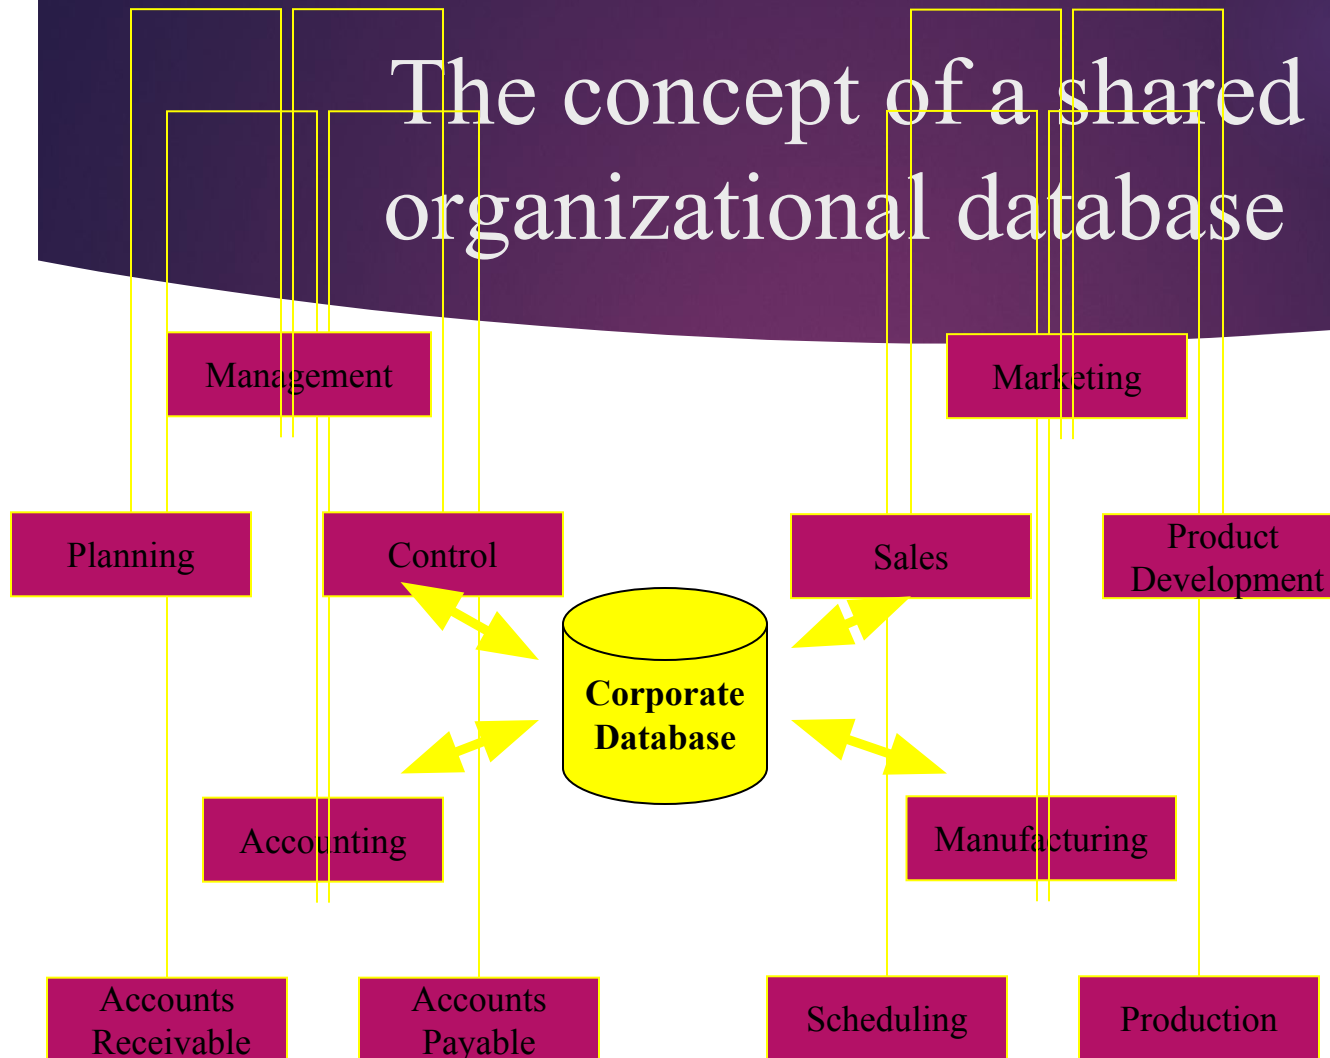 The concept of a shared
organizational database
Management
Marketing
Planning
Control
Sales
Product
Development
Corporate
Database
Accounting
Manufacturing
Accounts
Receivable
Accounts
Payable
Scheduling
Production